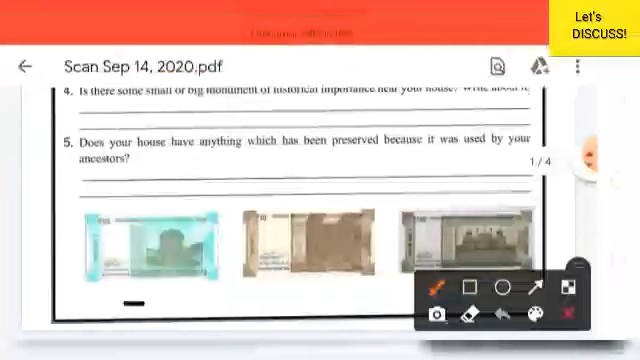 Let's
DISCUSS!
Scan Sep 14, 2020.pdf
4. Is there some small or big monument of historical importance near your house? Write about it.
5. Does your house have anything which has been preserved because it was used by your
ancestors?
1 / 4